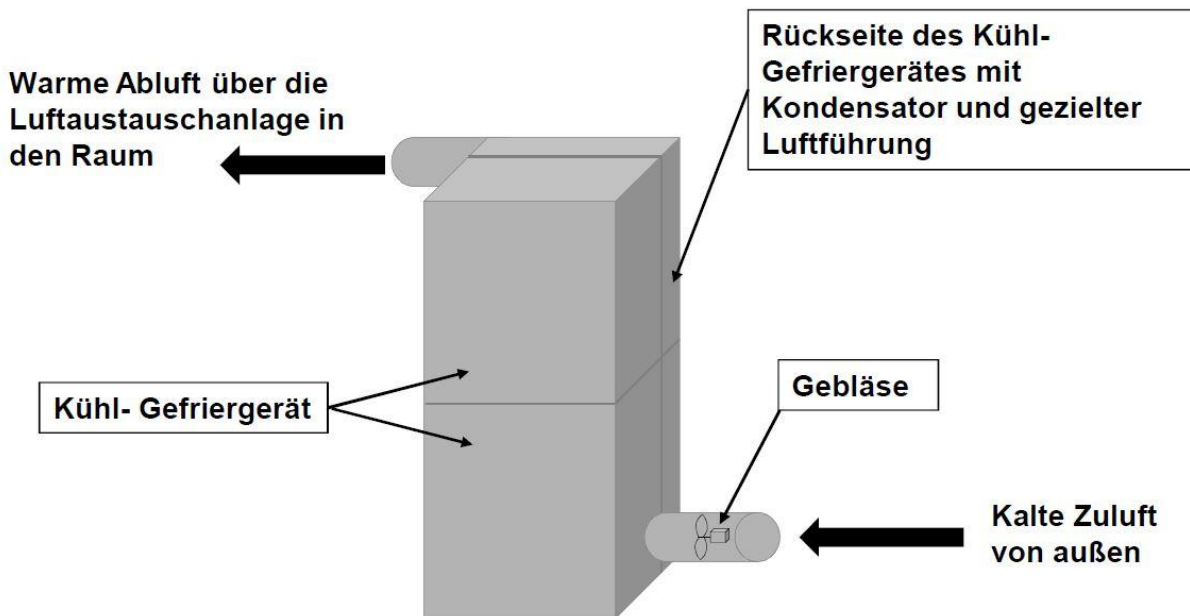 Warme Abluft über die
Luftaustauschanlage in
den Raum
Rückseite des Kühl-
Gefriergerätes mit
Kondensator und gezielter
Luftführung
Kühl- Gefriergerät
Gebläse
Kalte Zuluft
von außen